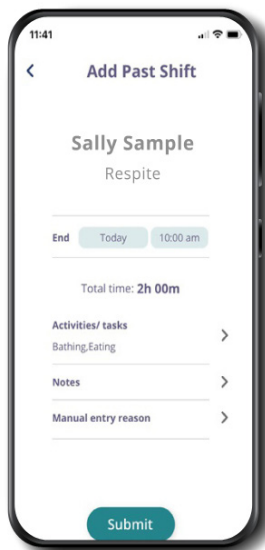 11:41
Add Past Shift
Sally Sample
Respite
End Today 10:00 am
Total time: 2h 00m
Activities/ tasks
Bathing,Eating
Notes
Manual entry reason
Submit